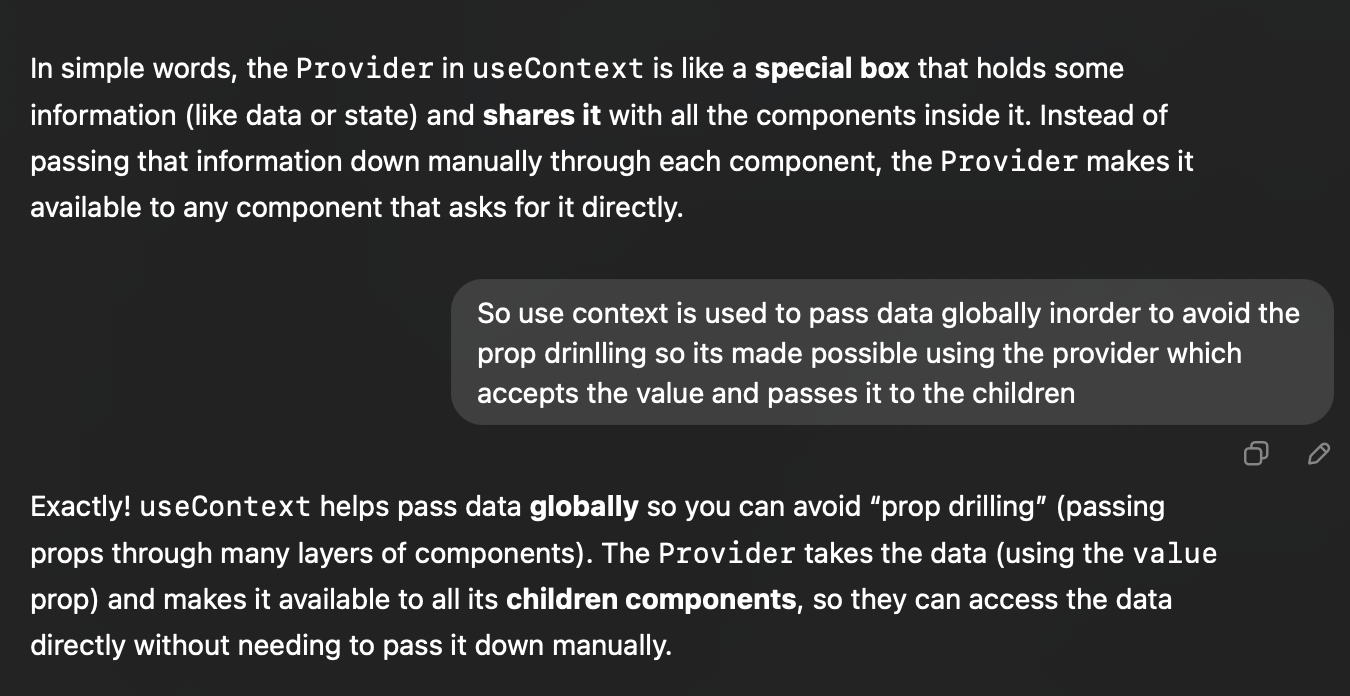 In simple words, the Provider in useContext is like a special box that holds some
information (like data or state) and shares it with all the components inside it. Instead of
passing that information down manually through each component, the Provider makes it
available to any component that asks for it directly.
So use context is used to pass data globally inorder to avoid the
prop drinlling so its made possible using the provider which
accepts the value and passes it to the children
Exactly! useContext helps pass data globally so you can avoid “prop drilling” (passing
props through many layers of components). The Provider takes the data (using the value
prop) and makes it available to all its children components, so they can access the data
directly without needing to pass it down manually.